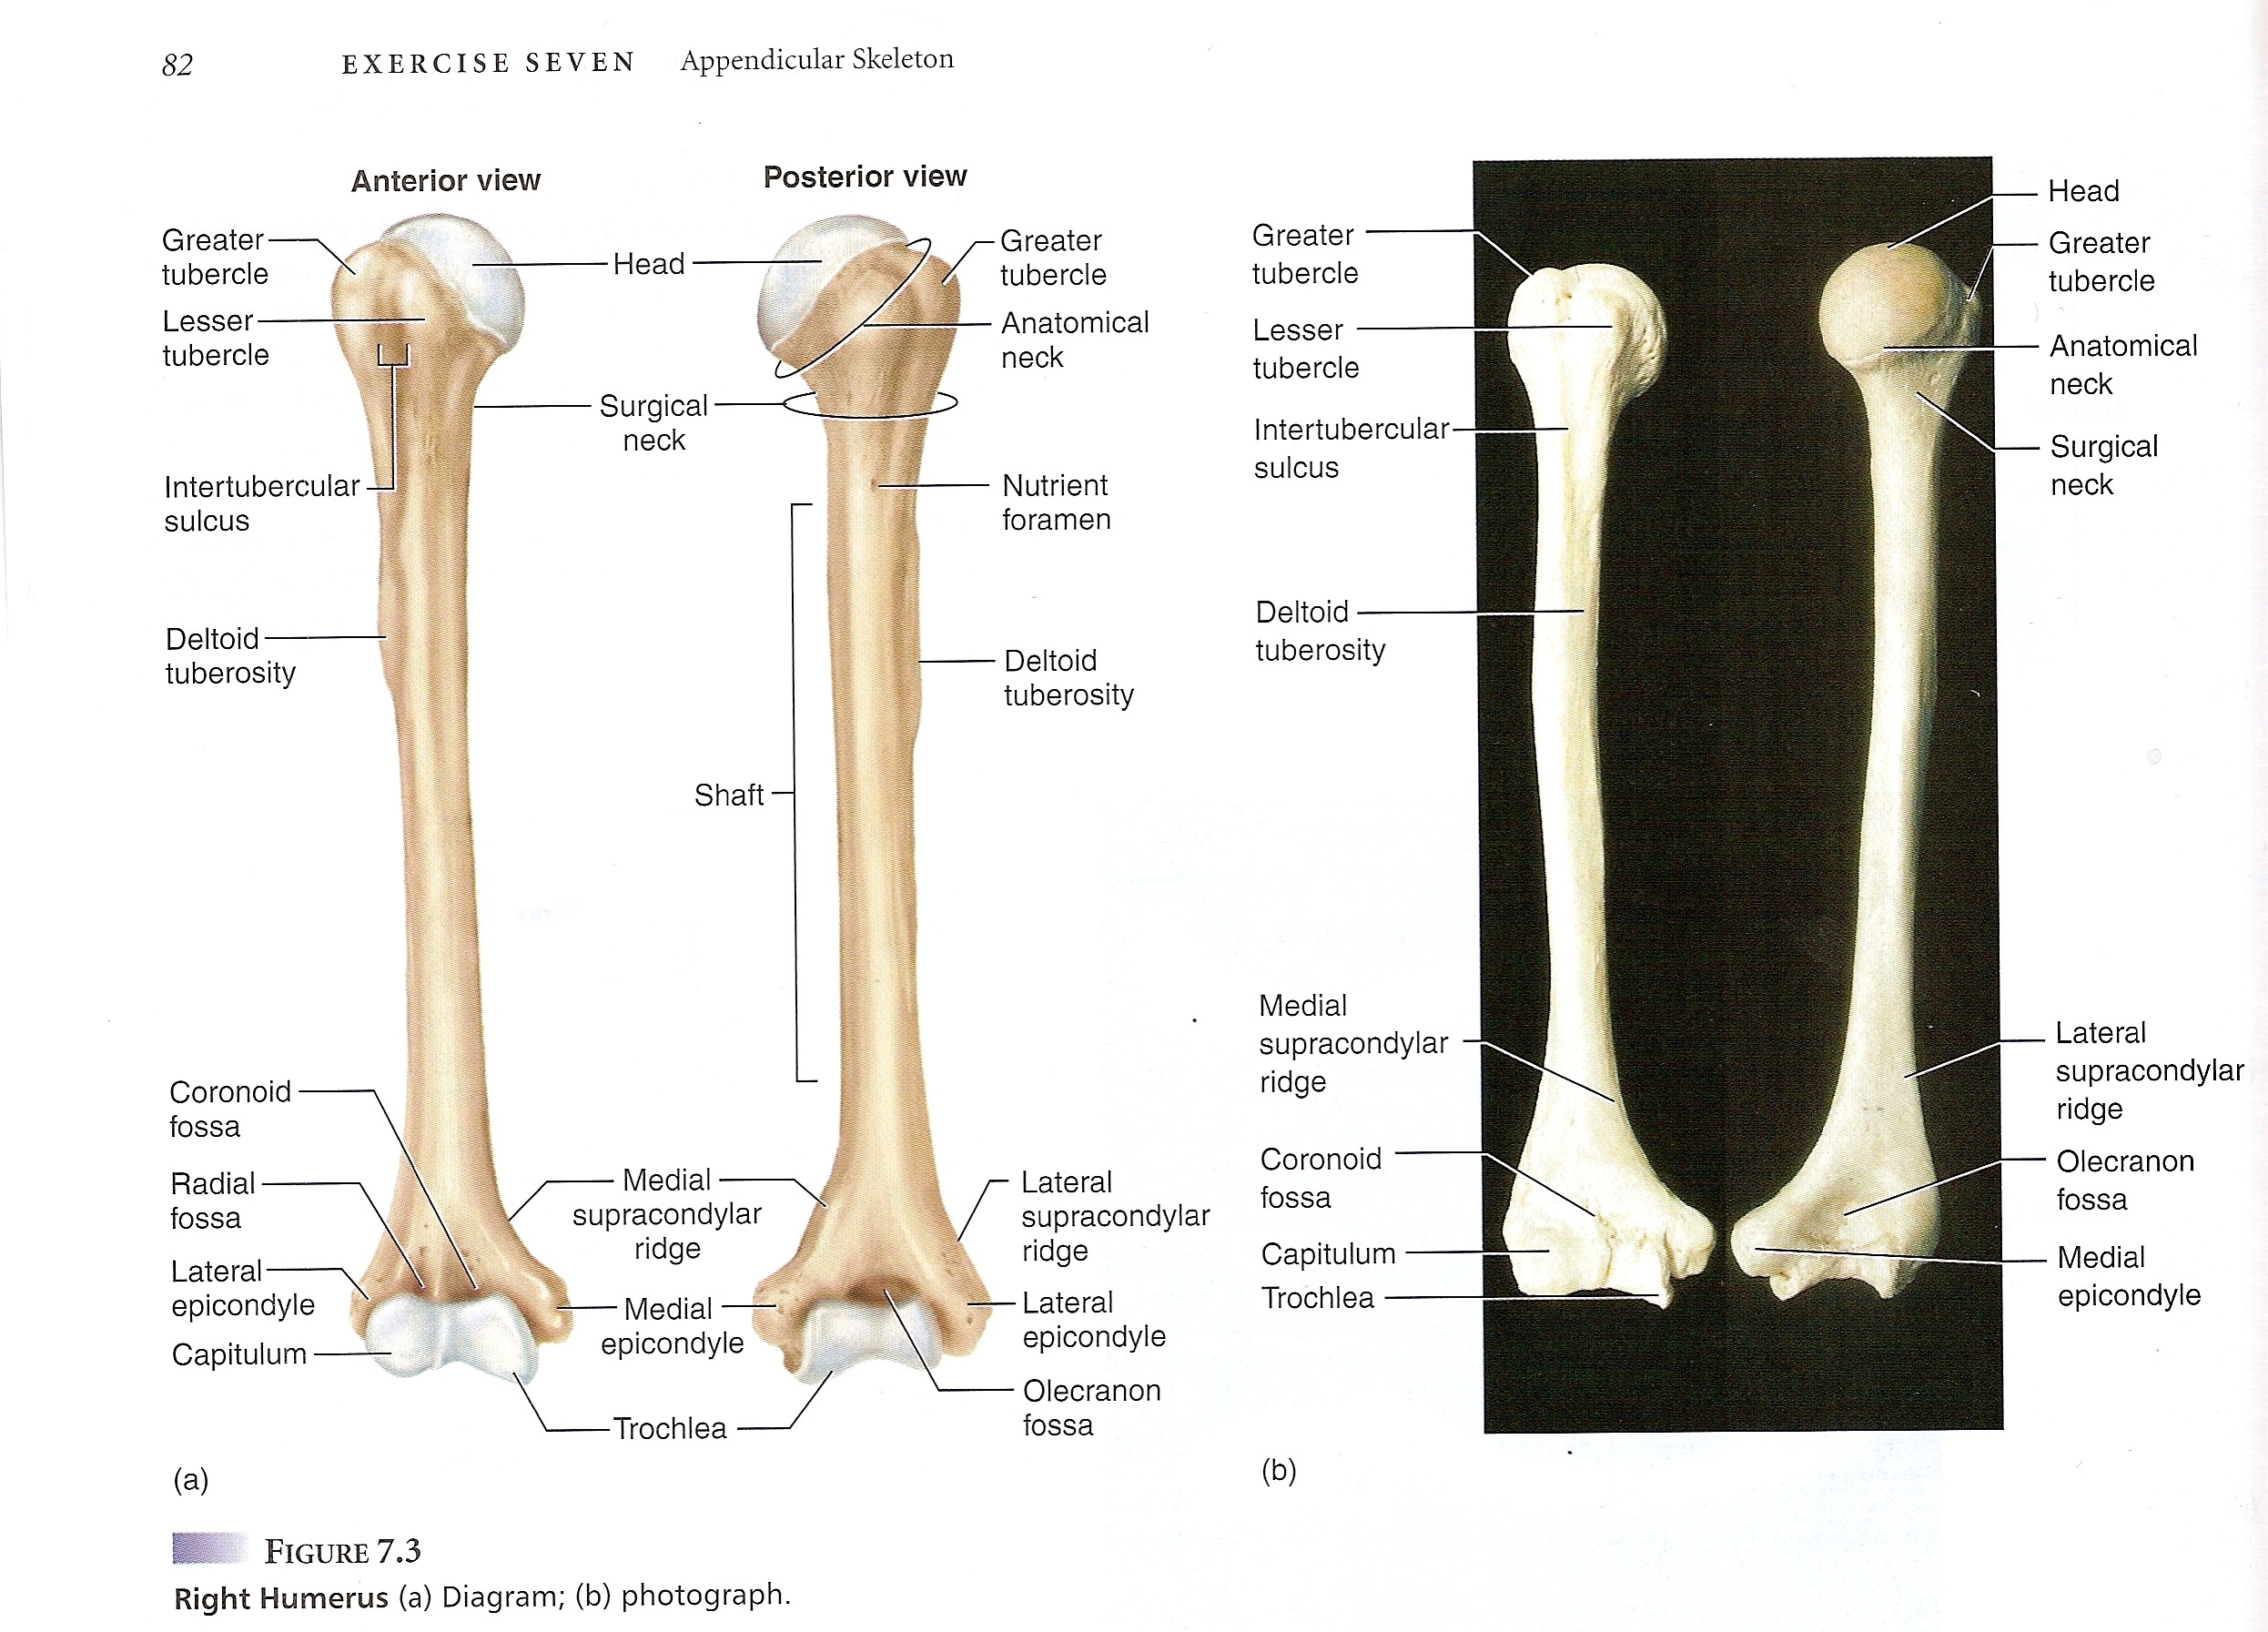 82 EXERCISE SEVEN Appendicular Skeleton
Anterior view
Greater
tubercle
Lesser
tubercle
Intertubercular
sulcus
Deltoid
tuberosity
Coronoid
fossa
Radial
fossa
Lateral
epicondyle
Capitulum
Head
Surgical
neck
Shaft
Medial
supracondylar
ridge
Medial
epicondyle
Trochlea
Posterior view
Greater
tubercle
Anatomical
neck
Nutrient
foramen
Deltoid
tuberosity
Lateral
supracondylar
ridge
Lateral
epicondyle
Olecranon
fossa
(a)
Greater
tubercle
Lesser
tubercle
Intertubercular
sulcus
Deltoid
tuberosity
Medial
supracondylar
ridge
Coronoid
fossa
Capitulum
Trochlea
Head
Greater
tubercle
Anatomical
neck
Surgical
neck
Lateral
supracondylar
ridge
Olecranon
fossa
Medial
epicondyle
(b)
FIGURE 7.3
Right Humerus (a) Diagram; (b) photograph.